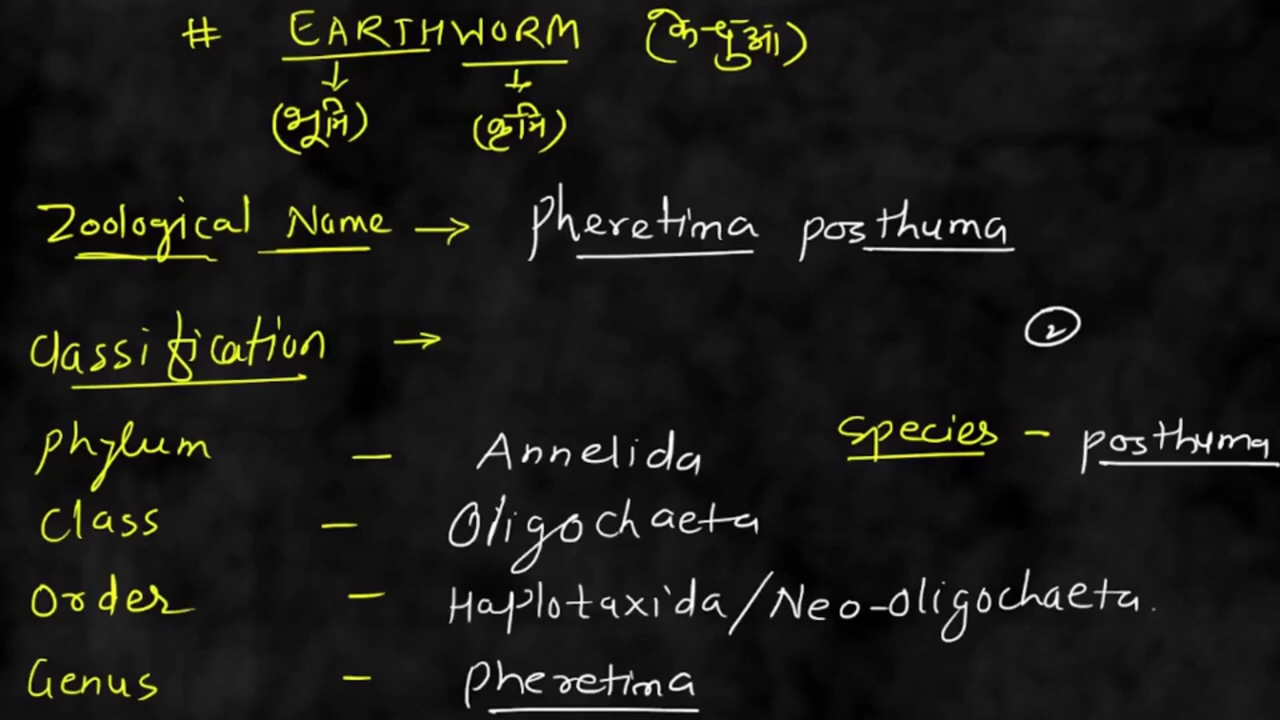 # EARTHWORM (केन्चुआ)
(भूमि) (कृमि)
Zoological Name → Pheretima posthuma
Classification →
2
Phylum - Annelida
Species - posthuma
Class - Oligochaeta
Order - Haplotaxida/Neo-oligochaeta.
Genus - Pheretima